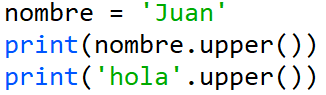 nombre = 'Juan'
print(nombre.upper())
print('hola'.upper())